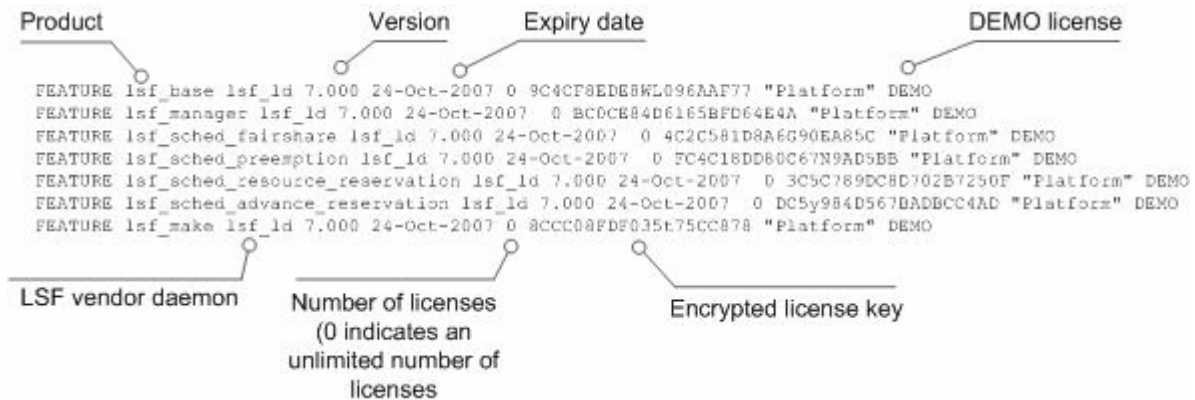 Product Version Expiry date DEMO license
FEATURE lsf_base lsf_ld 7.000 24-Oct-2007 0 9C4CF8EDE8WL096AAF77 "Platform" DEMO
FEATURE lsf_manager lsf_ld 7.000 24-Oct-2007 0 BC0CE84D6165BFD64E4A "Platform" DEMO
FEATURE lsf_sched_fairshare lsf_ld 7.000 24-Oct-2007 0 4C2C581D8A6G90EA85C "Platform" DEMO
FEATURE lsf_sched_preemption lsf_ld 7.000 24-Oct-2007 0 FC4C18DD80C67N9AD5BB "Platform" DEMO
FEATURE lsf_sched_resource_reservation lsf_ld 7.000 24-Oct-2007 0 3C5C789DC8D702B7250F "Platform" DEMO
FEATURE lsf_sched_advance_reservation lsf_ld 7.000 24-Oct-2007 0 DC5y984D567BADBCC4AD "Platform" DEMO
FEATURE lsf_make lsf_ld 7.000 24-Oct-2007 0 8CCC08FDF035t75CC878 "Platform" DEMO
LSF vendor daemon
Number of licenses
(0 indicates an
unlimited number of
licenses
Encrypted license key